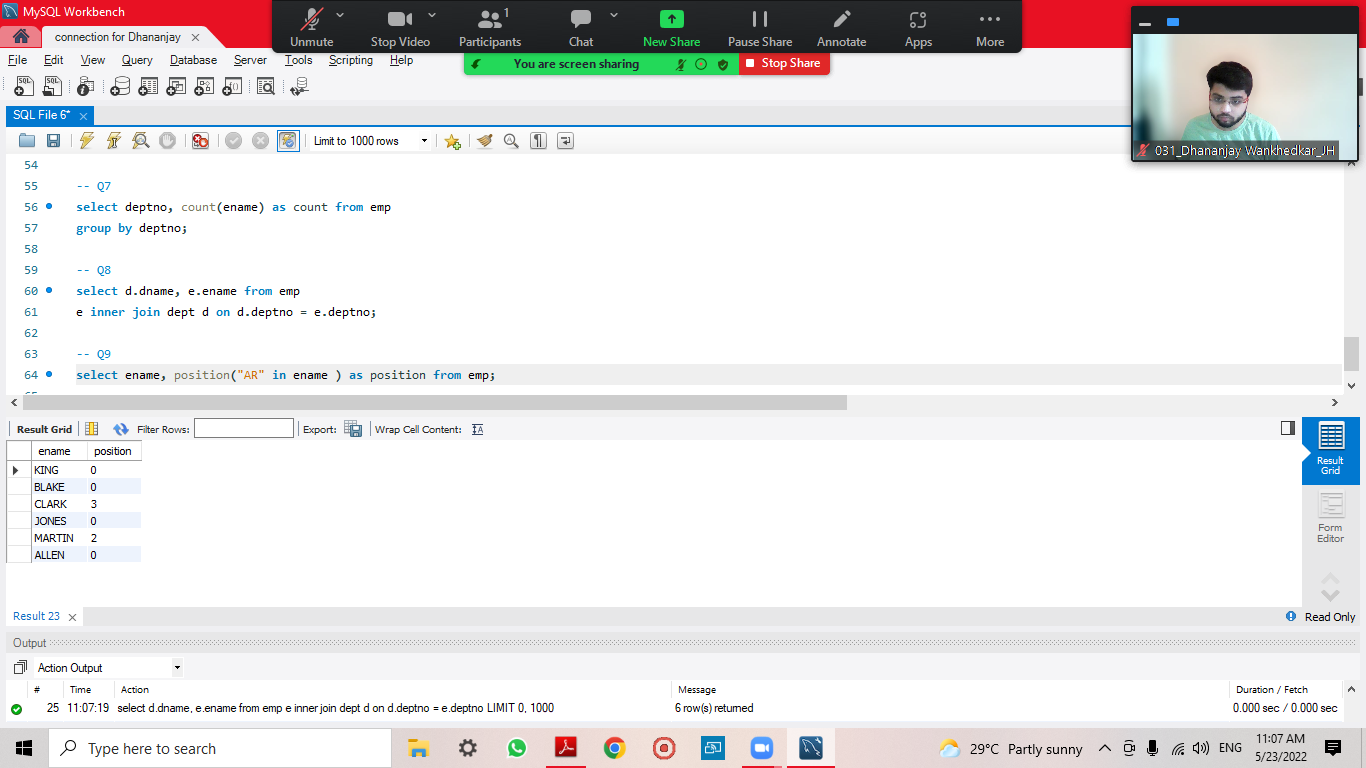 MySQL Workbench
connection for Dhananjay
Unmute
Stop Video
Participants
1
Chat
New Share
Pause Share
Annotate
Apps
More
You are screen sharing
Stop Share
031_Dhananjay Wankhedkar_JH
File Edit View Query Database Server Tools Scripting Help
SQL File 6*
Limit to 1000 rows
54
55 -- Q7
56 select deptno, count(ename) as count from emp
57 group by deptno;
58
59 -- Q8
60 select d.dname, e.ename from emp
61 e inner join dept d on d.deptno = e.deptno;
62
63 -- Q9
64 select ename, position("AR" in ename ) as position from emp;
Result Grid Filter Rows: Export: Wrap Cell Content:
ename position
KING 0
BLAKE 0
CLARK 3
JONES 0
MARTIN 2
ALLEN 0
Result Grid
Form Editor
Result 23
Read Only
Output
Action Output
# Time Action Message Duration / Fetch
25 11:07:19 select d.dname, e.ename from emp e inner join dept d on d.deptno = e.deptno LIMIT 0, 1000 6 row(s) returned 0.000 sec / 0.000 sec
Type here to search
29°C Partly sunny
ENG
11:07 AM
5/23/2022